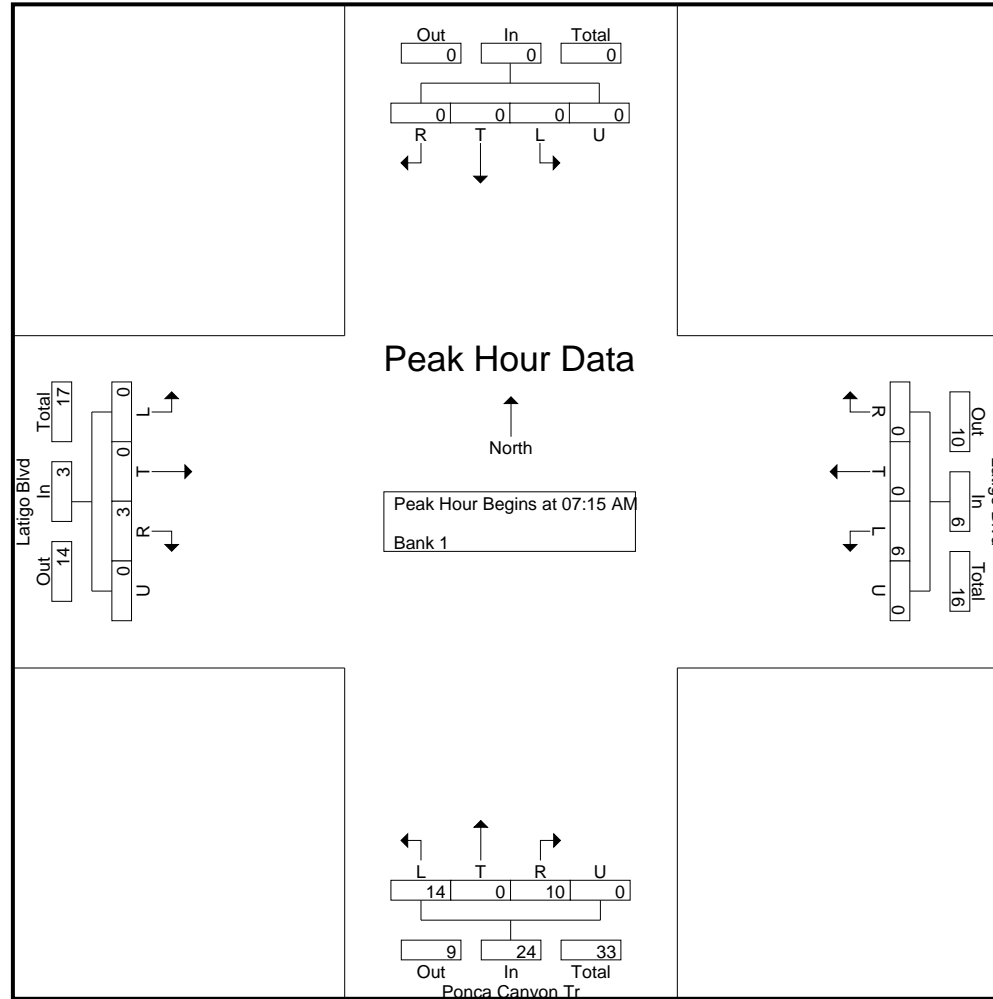 Out In Total
0 0 0
0 0 0 0
R T L U
Peak Hour Data
North
Peak Hour Begins at 07:15 AM
Bank 1
Latigo Blvd
Out In Total
14 3 17
0 0 3 0
L T R U
R T L U
0 0 6 0
Out In Total
10 6 16
L T R U
14 0 10 0
9 24 33
Out In Total
Ponca Canyon Tr